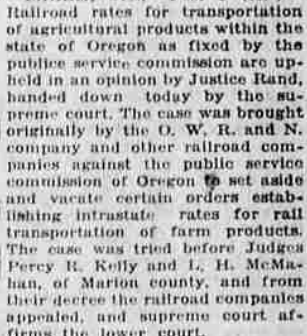 Railroad rates for transportation
of agricultural products within the
state of Oregon as fixed by the
publice service commission are up-
held in an opinion by Justice Rand,
handed down today by the su-
preme court. The case was brought
originally by the O. W. R. and N.
company and other railroad com-
panies against the public service
commission of Oregon to set aside
and vacate certain orders estab-
lishing intrastate rates for rail
transportation of farm products.
The case was tried before Judges
Percy R. Kelly and L. H. McMa-
han, of Marion county, and from
their decree the railroad companies
appealed, and supreme court af-
firms the lower court.